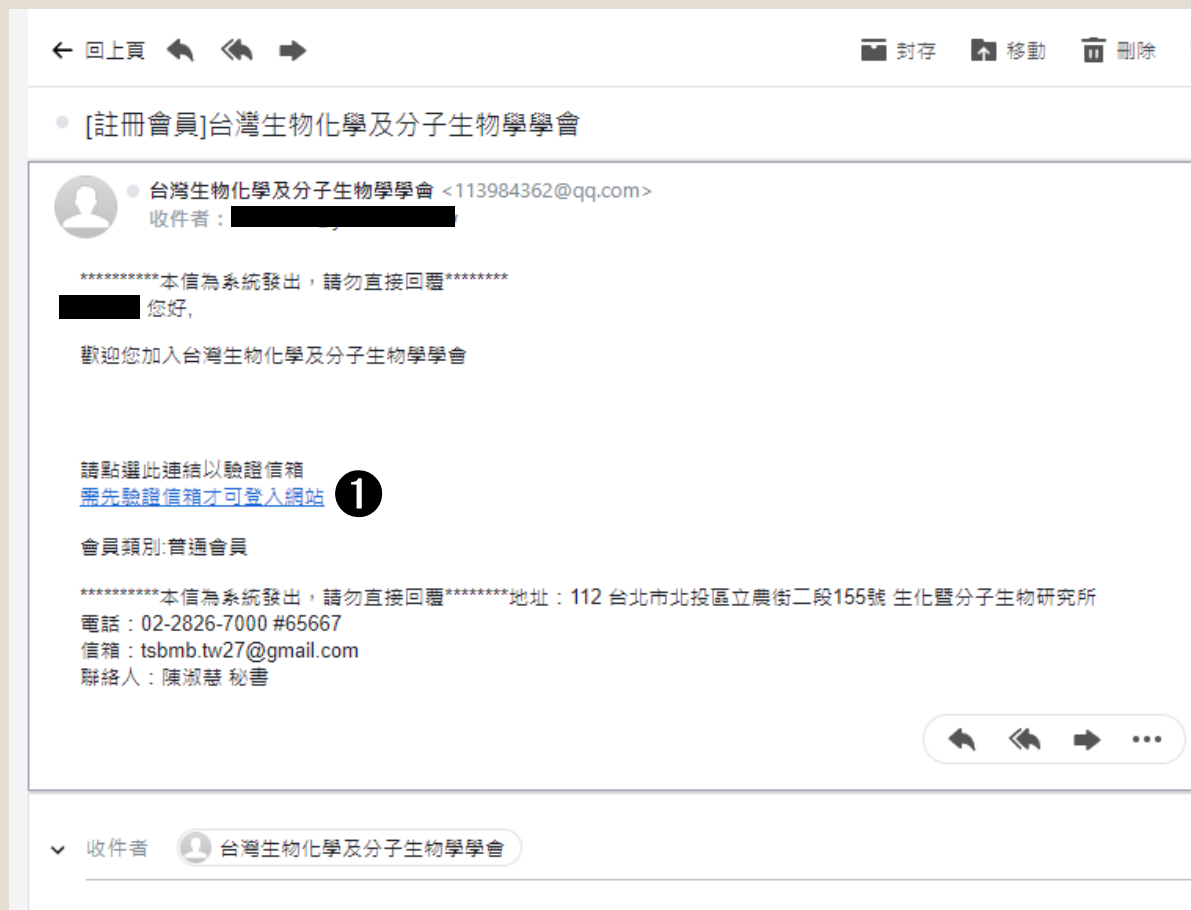 回上頁
封存 移動 刪除
[註冊會員]台灣生物化學及分子生物學學會
台灣生物化學及分子生物學學會 <113984362@qq.com>
收件者：
**********本信為系統發出，請勿直接回覆********
您好,
歡迎您加入台灣生物化學及分子生物學學會
請點選此連結以驗證信箱
需先驗證信箱才可登入網站 ❶
會員類別:普通會員
**********本信為系統發出，請勿直接回覆********地址：112 台北市北投區立農街二段155號 生化暨分子生物研究所
電話：02-2826-7000 #65667
信箱：tsbmb.tw27@gmail.com
聯絡人：陳淑慧 秘書
收件者 台灣生物化學及分子生物學學會